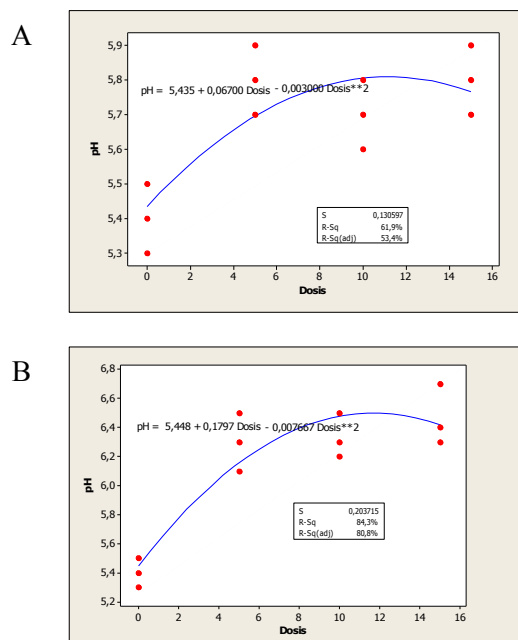 A
5,9
5,8
5,7
5,6
5,5
5,4
5,3
pH
pH = 5,435 + 0,06700 Dosis - 0,003000 Dosis**2
S 0,130597
R-Sq 61,9%
R-Sq(adj) 53,4%
0 2 4 6 8 10 12 14 16
Dosis
B
6,8
6,6
6,4
6,2
6,0
5,8
5,6
5,4
5,2
pH
pH = 5,448 + 0,1797 Dosis - 0,007667 Dosis**2
S 0,203715
R-Sq 84,3%
R-Sq(adj) 80,8%
0 2 4 6 8 10 12 14 16
Dosis